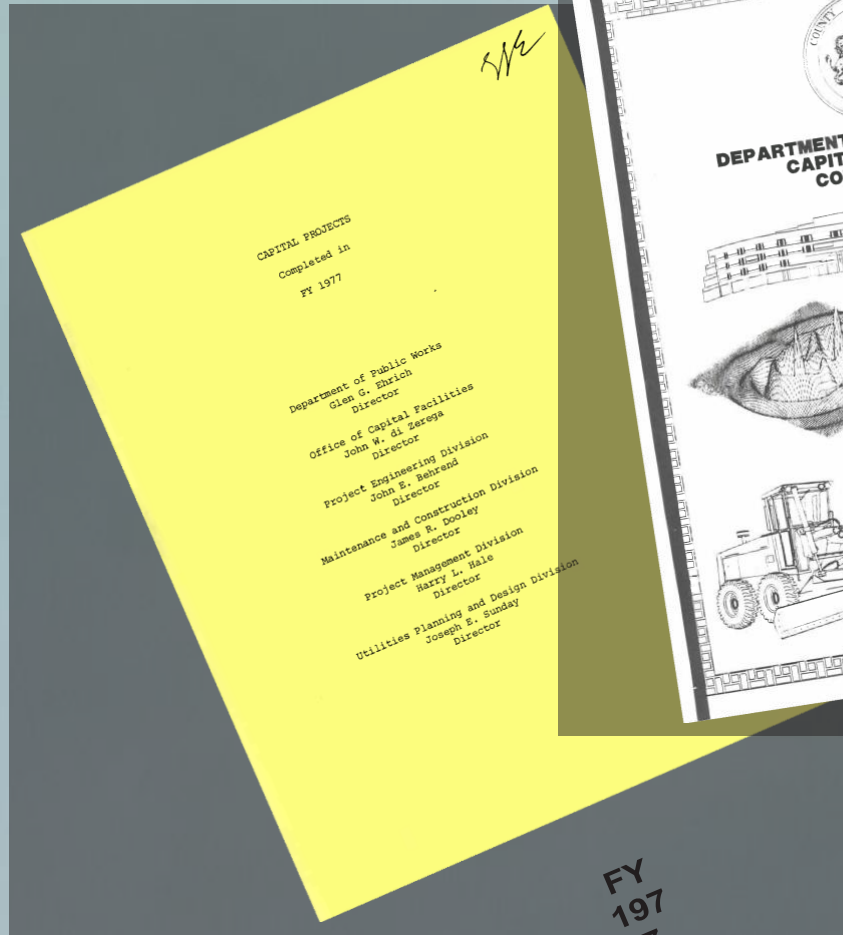 CAPITAL PROJECTS
Completed in
FY 1977
Department of Public Works
Glen G. Ehrich
Director
Office of Capital Facilities
John W. di Zerega
Director
Project Engineering Division
John E. Behrend
Director
Maintenance and Construction Division
James R. Dooley
Director
Project Management Division
Harry L. Hale
Director
Utilities Planning and Design Division
Joseph E. Sunday
Director
COUNTY
DEPARTMENT
CAPIT
CO
FY
197